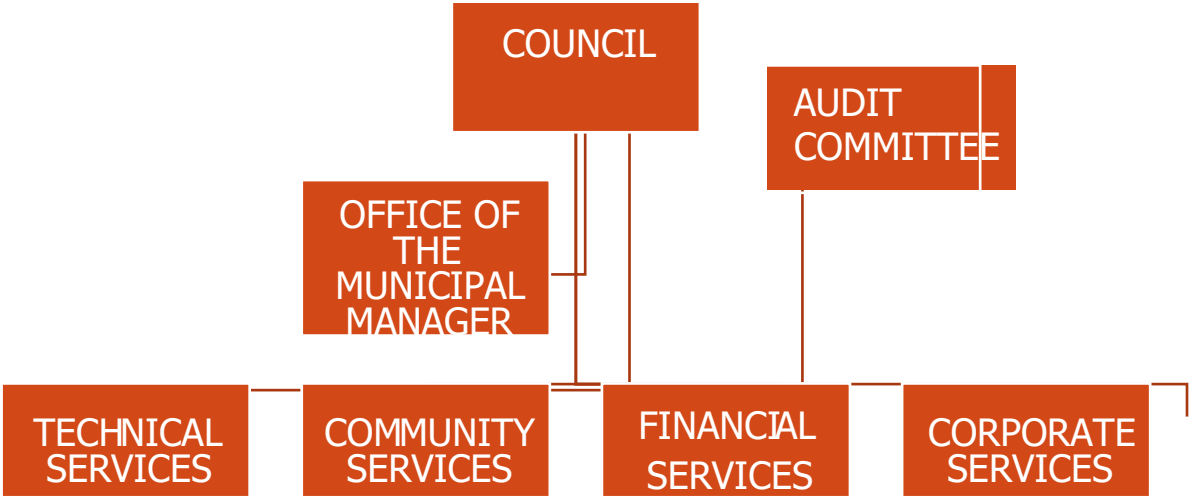 COUNCIL
AUDIT
COMMITTEE
OFFICE OF
THE
MUNICIPAL
MANAGER
TECHNICAL
SERVICES
COMMUNITY
SERVICES
FINANCIAL
SERVICES
CORPORATE
SERVICES